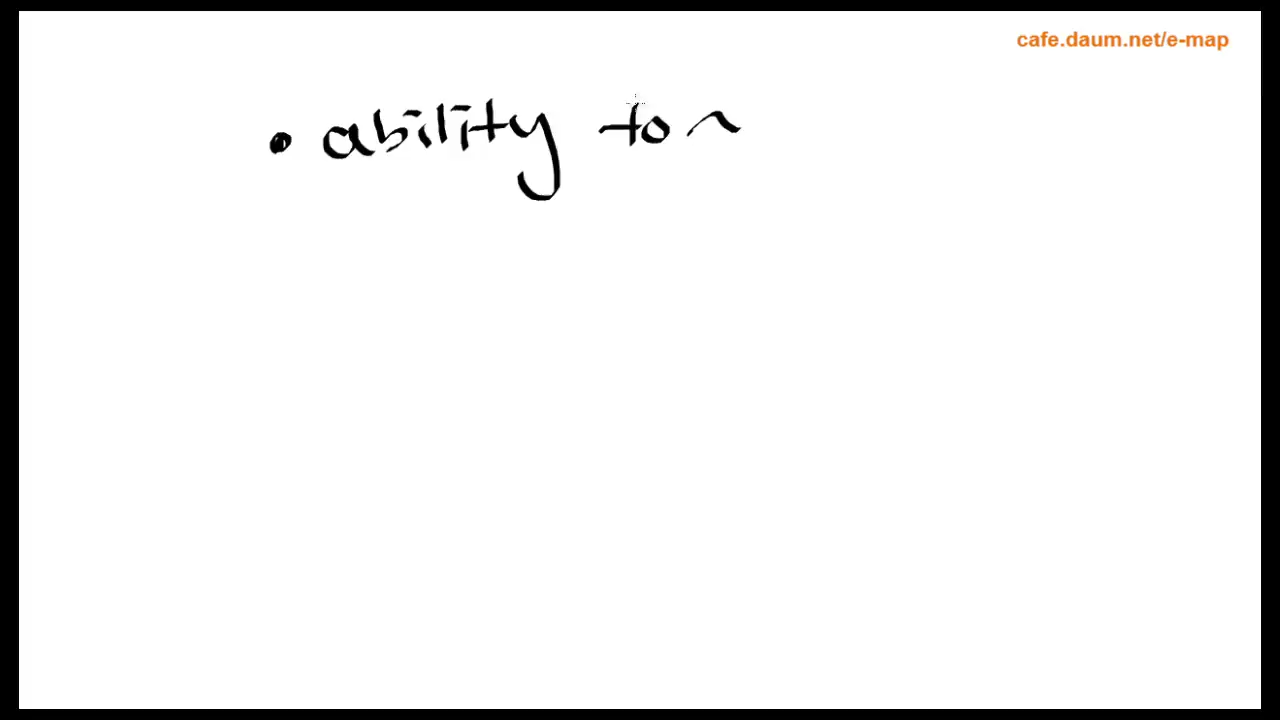 cafe.daum.net/e-map
• ability to ~